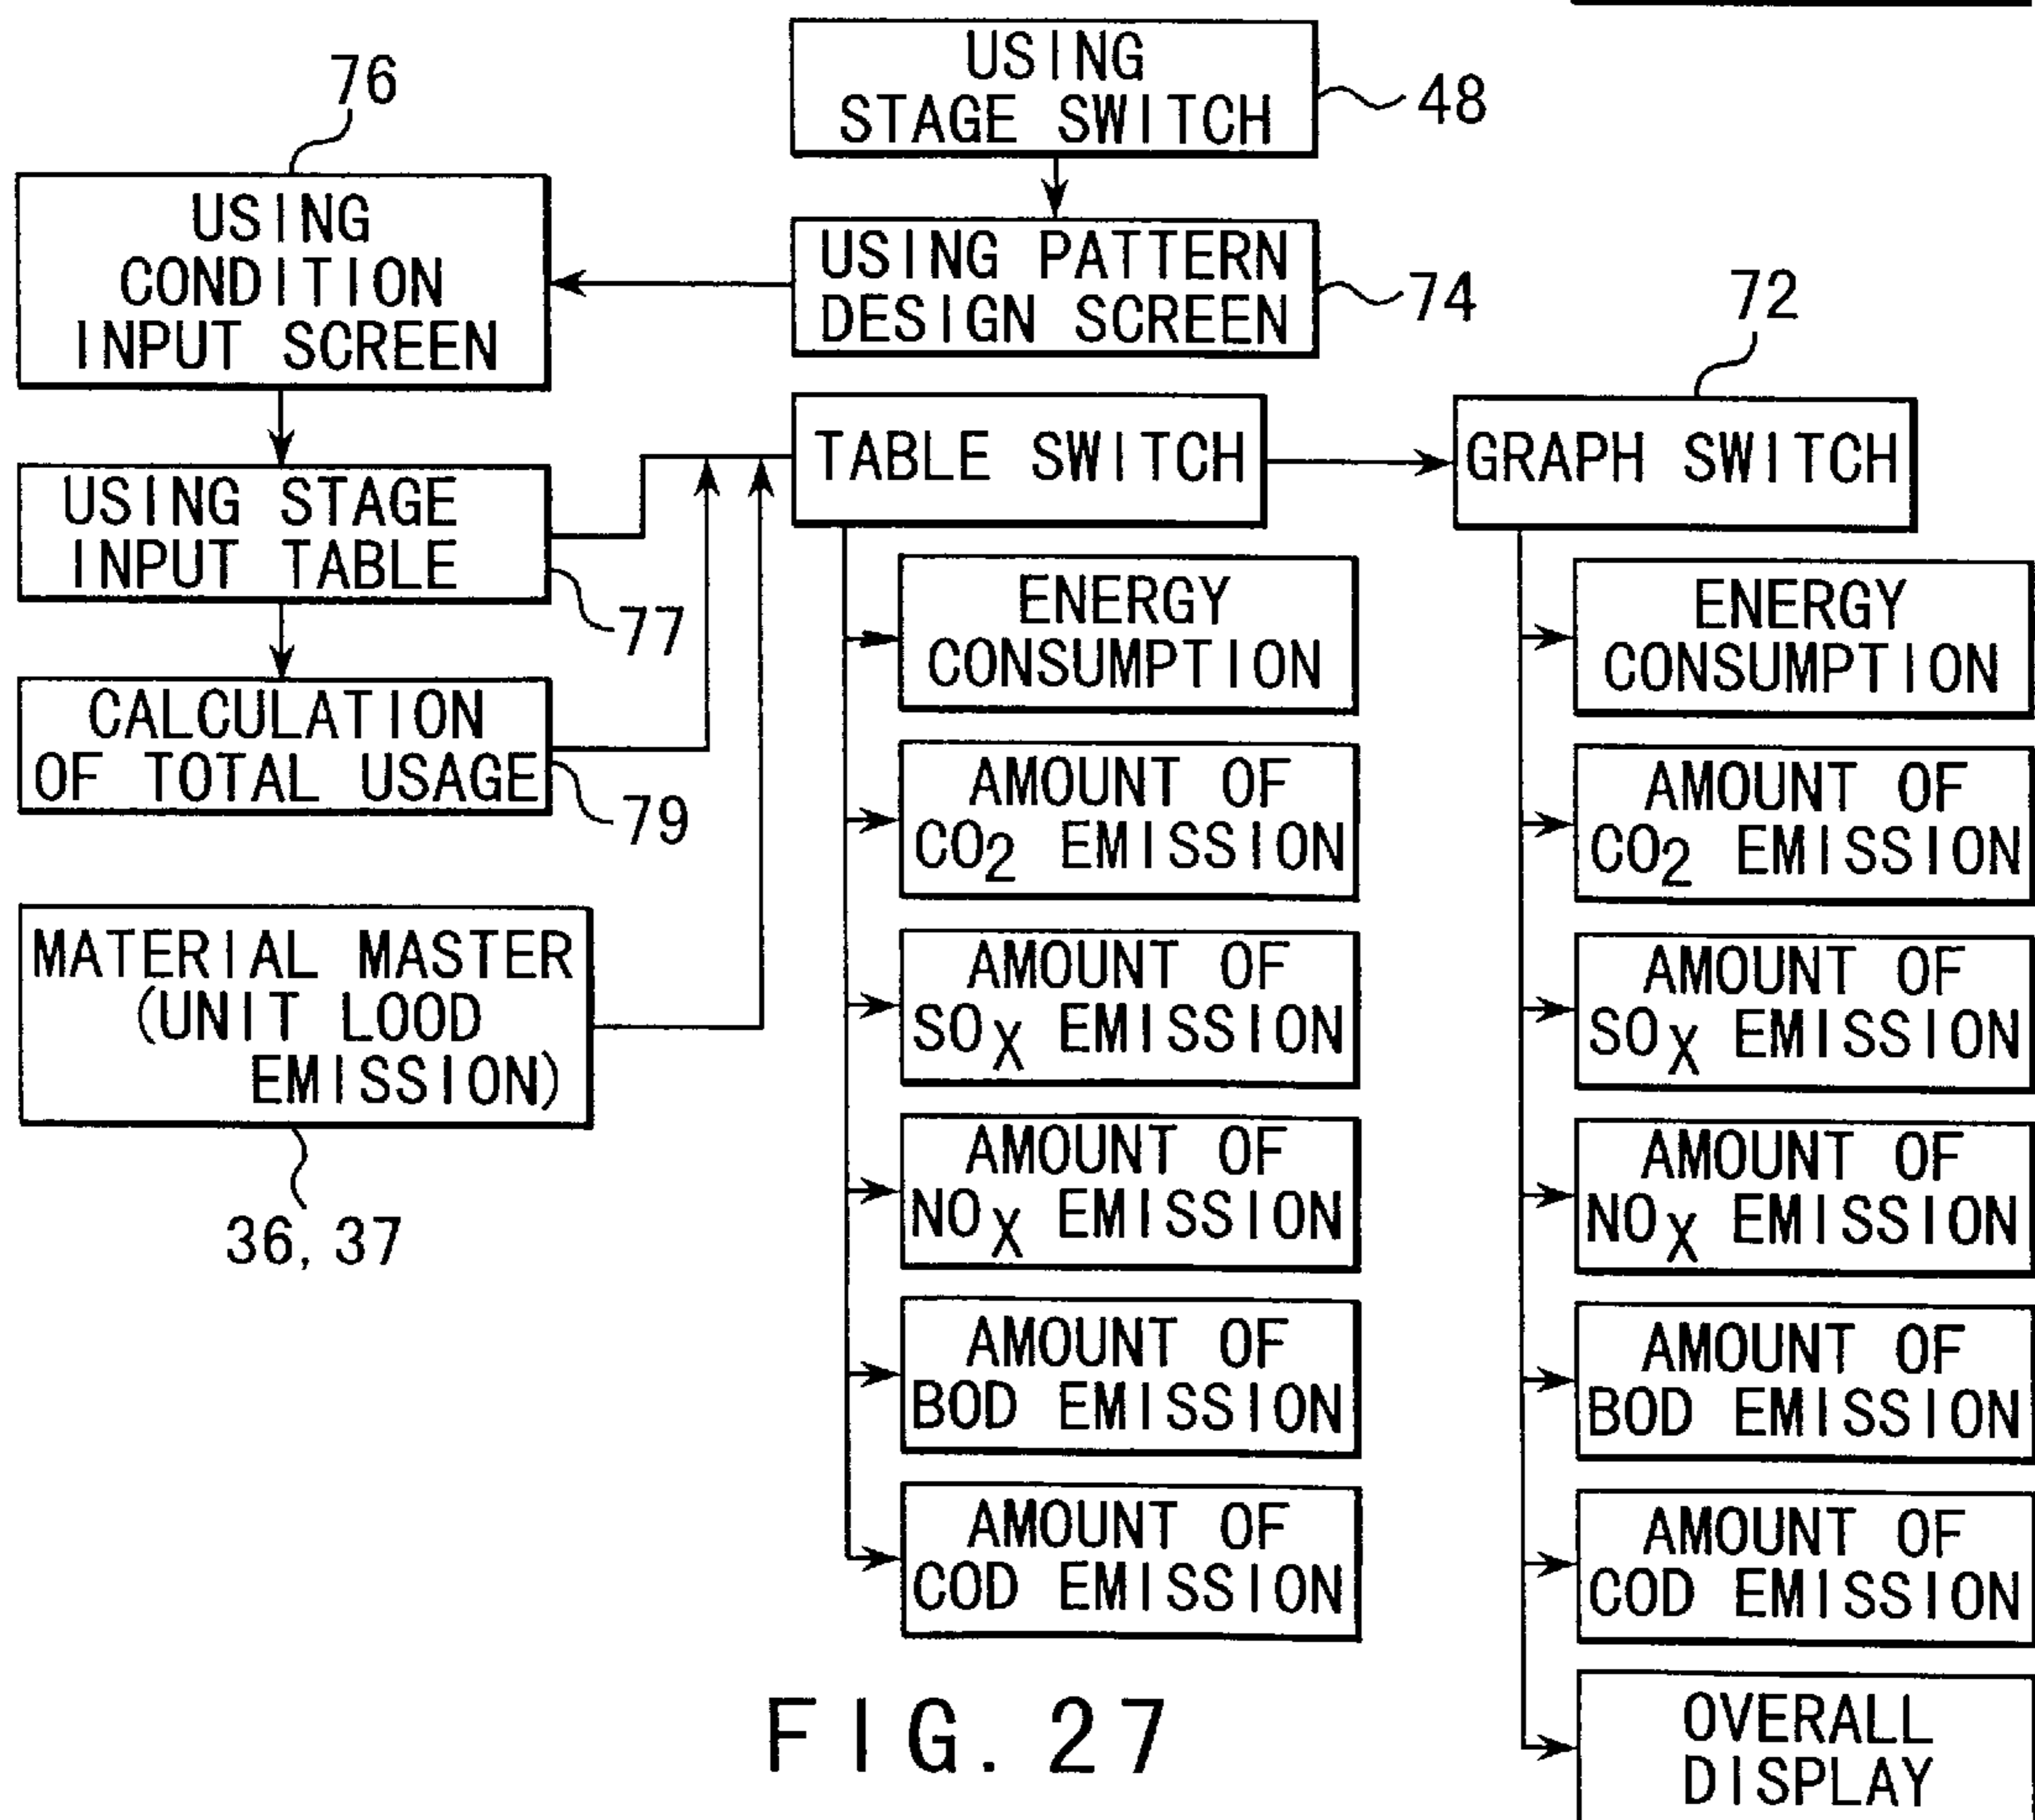 USING
STAGE SWITCH
48
76
USING
CONDITION
INPUT SCREEN
USING PATTERN
DESIGN SCREEN
74
72
TABLE SWITCH
GRAPH SWITCH
USING STAGE
INPUT TABLE
77
CALCULATION
OF TOTAL USAGE
79
MATERIAL MASTER
(UNIT LOOD
EMISSION)
36, 37
ENERGY
CONSUMPTION
AMOUNT OF
CO2 EMISSION
AMOUNT OF
SOX EMISSION
AMOUNT OF
NOX EMISSION
AMOUNT OF
BOD EMISSION
AMOUNT OF
COD EMISSION
ENERGY
CONSUMPTION
AMOUNT OF
CO2 EMISSION
AMOUNT OF
SOX EMISSION
AMOUNT OF
NOX EMISSION
AMOUNT OF
BOD EMISSION
AMOUNT OF
COD EMISSION
OVERALL
DISPLAY
FIG. 27